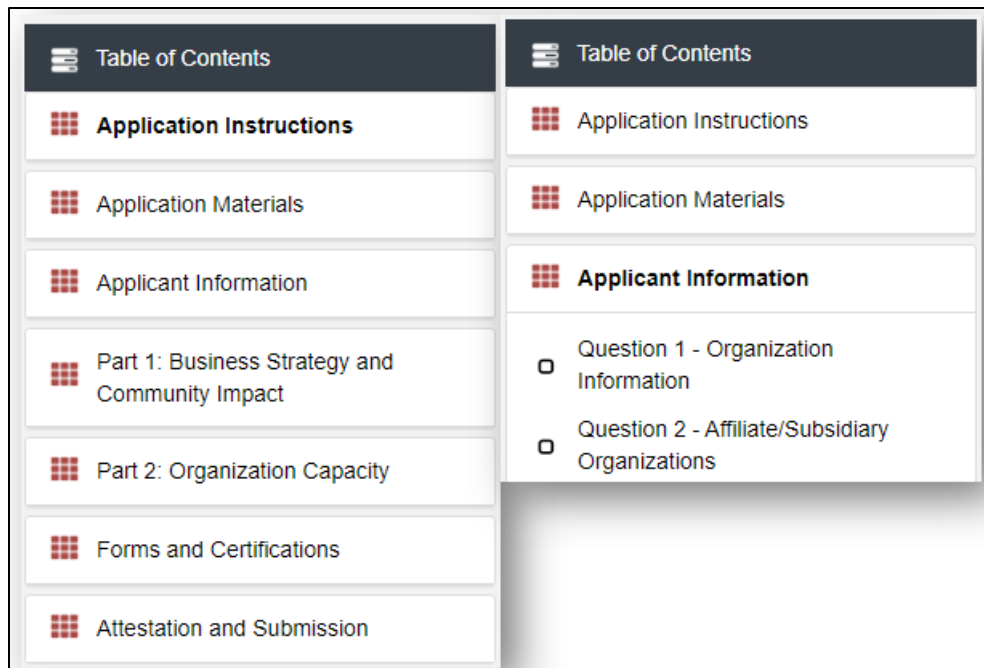 Table of Contents
Application Instructions
Application Materials
Applicant Information
Part 1: Business Strategy and
Community Impact
Part 2: Organization Capacity
Forms and Certifications
Attestation and Submission
Table of Contents
Application Instructions
Application Materials
Applicant Information
Question 1 - Organization
Information
Question 2 - Affiliate/Subsidiary
Organizations